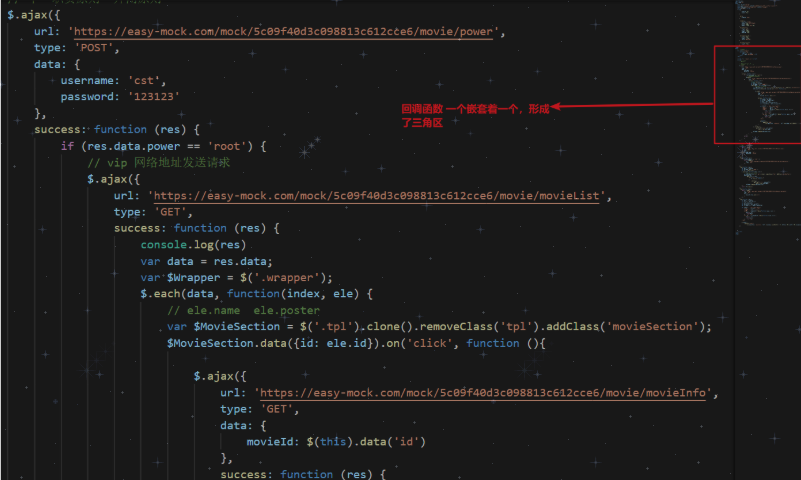 $.ajax({
url: 'https://easy-mock.com/mock/5c09f40d3c098813c612cce6/movie/power',
type: 'POST',
data: {
username: 'cst',
password: '123123'
},
success: function (res) {
if (res.data.power == 'root') {
// vip 网络地址发送请求
$.ajax({
url: 'https://easy-mock.com/mock/5c09f40d3c098813c612cce6/movie/movieList',
type: 'GET',
success: function (res) {
console.log(res)
var data = res.data;
var $Wrapper = $('.wrapper');
$.each(data, function(index, ele) {
// ele.name  ele.poster
var $MovieSection = $('.tpl').clone().removeClass('tpl').addClass('movieSection');
$MovieSection.data({id: ele.id}).on('click', function (){
$.ajax({
url: 'https://easy-mock.com/mock/5c09f40d3c098813c612cce6/movie/movieInfo',
type: 'GET',
data: {
movieId: $(this).data('id')
},
success: function (res) {
回调函数 一个嵌套着一个，形成
了三角区